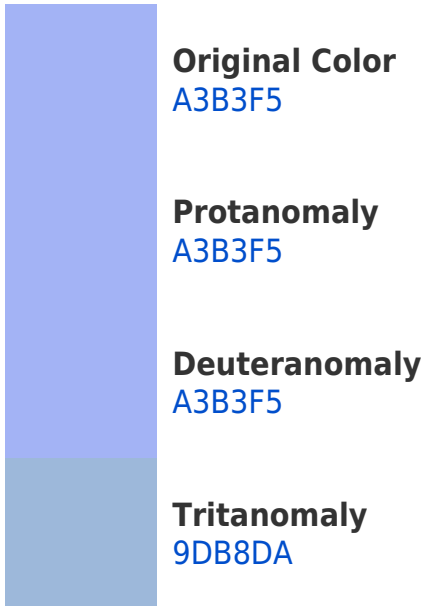 Original Color
A3B3F5
Protanomaly
A3B3F5
Deuteranomaly
A3B3F5
Tritanomaly
9DB8DA